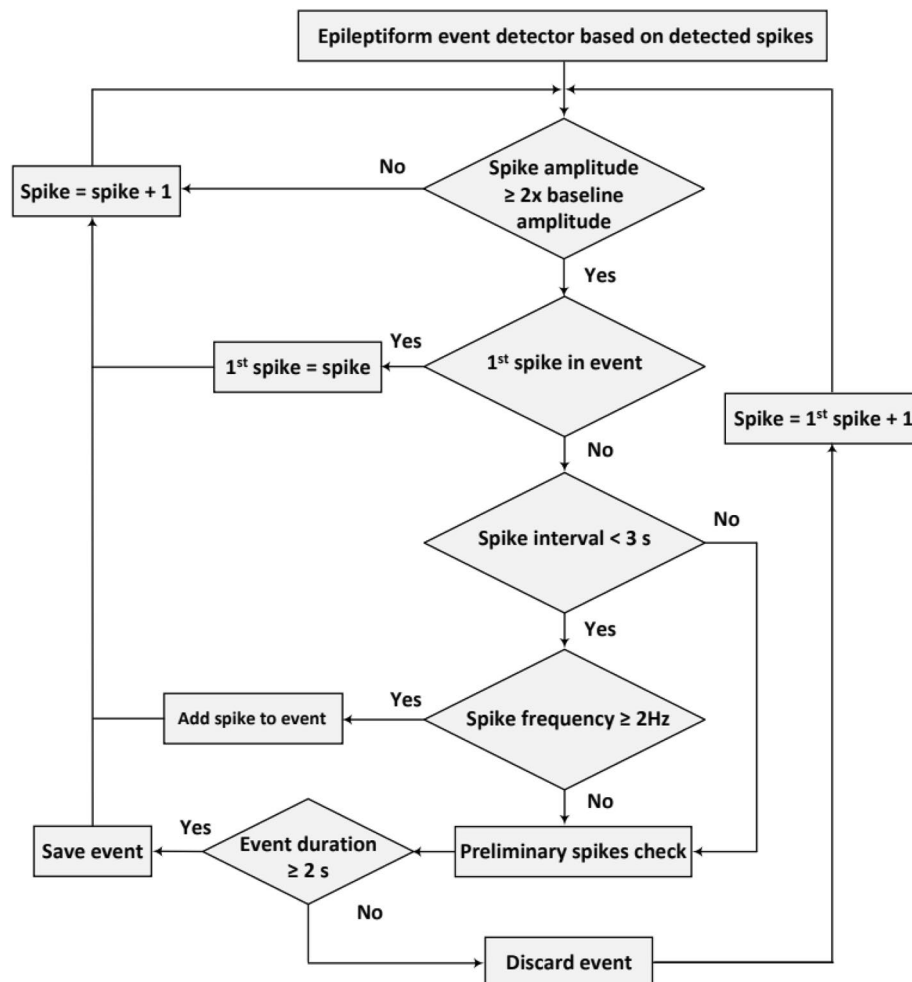 Epileptiform event detector based on detected spikes
No
Spike amplitude
≥ 2x baseline
amplitude
Spike = spike + 1
Yes
Yes
1st spike = spike
1st spike in event
Spike = 1st spike + 1
No
No
Spike interval < 3 s
Yes
Yes
Add spike to event
Spike frequency ≥ 2Hz
No
Yes
Save event
Event duration
≥ 2 s
Preliminary spikes check
No
Discard event